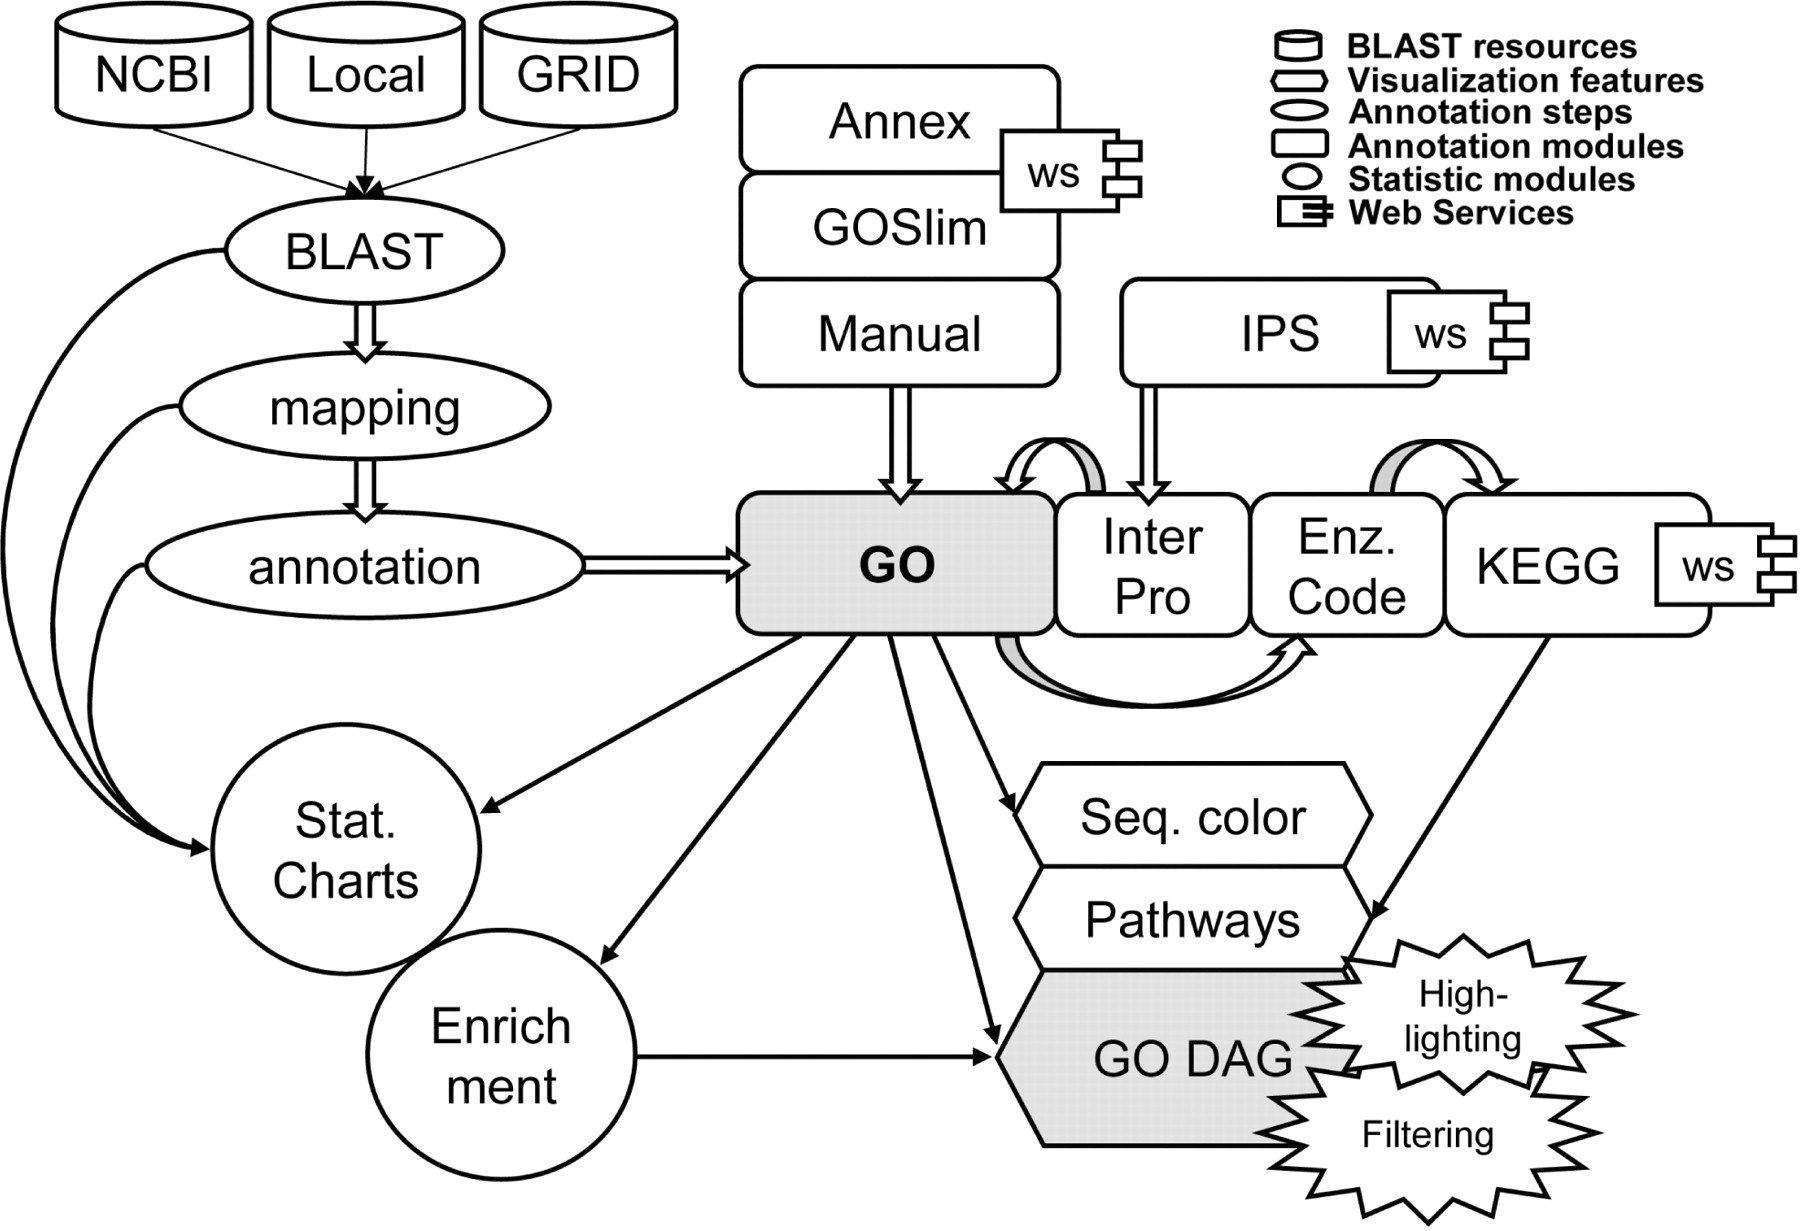 NCBI
Local
GRID
BLAST resources
Visualization features
Annotation steps
Annotation modules
Statistic modules
Web Services
Annex
ws
GOSlim
Manual
BLAST
mapping
annotation
IPS
ws
GO
Inter
Pro
Enz.
Code
KEGG
ws
Stat.
Charts
Enrich
ment
Seq. color
Pathways
GO DAG
High-
lighting
Filtering